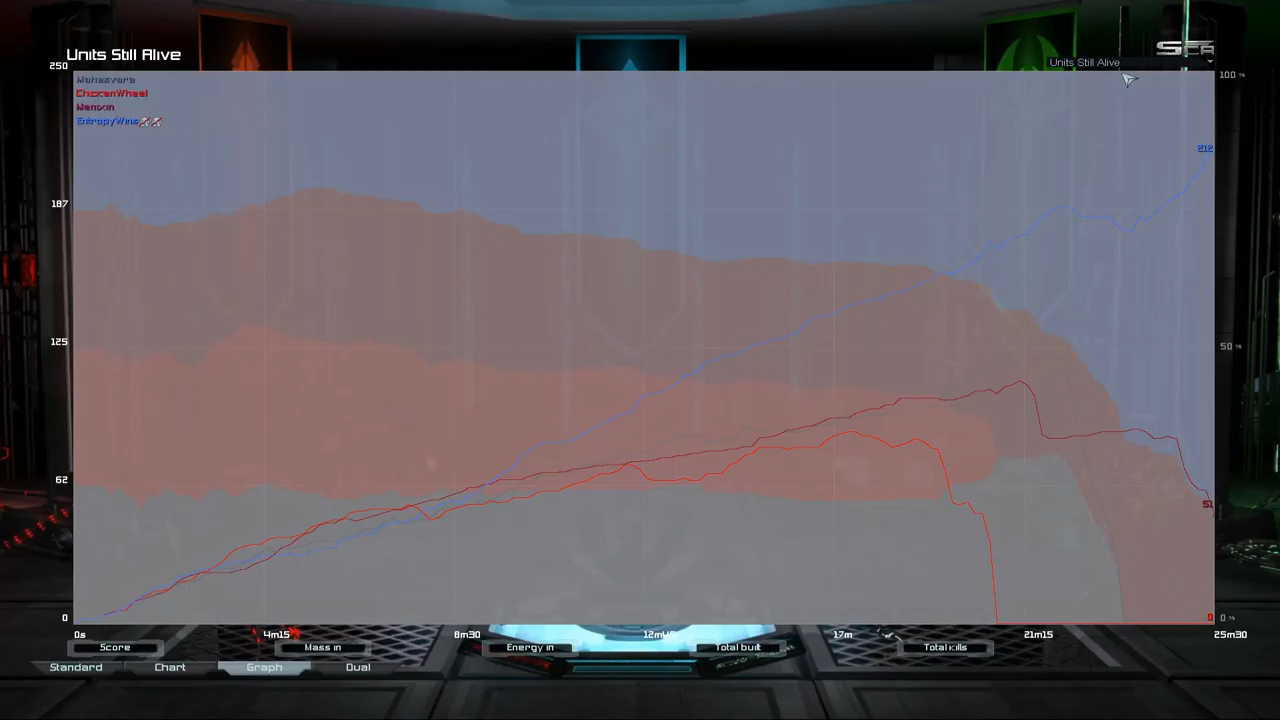 Units Still Alive
250
Units Still Alive
100 %
Mahesvara
ChickenWheel
Manixin
EntropyWins
212
187
125
50 %
62
51
0
0
0 %
0s
4m15
8m30
12m45
17m
21m15
25m30
Score
Mass in
Energy in
Total built
Total kills
Standard
Chart
Graph
Dual